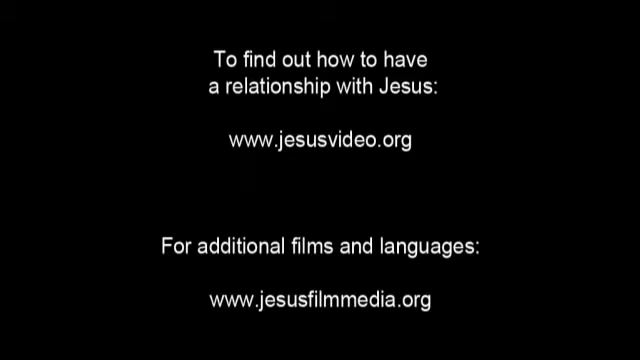 To find out how to have
a relationship with Jesus:
www.jesusvideo.org
For additional films and languages:
www.jesusfilmmedia.org